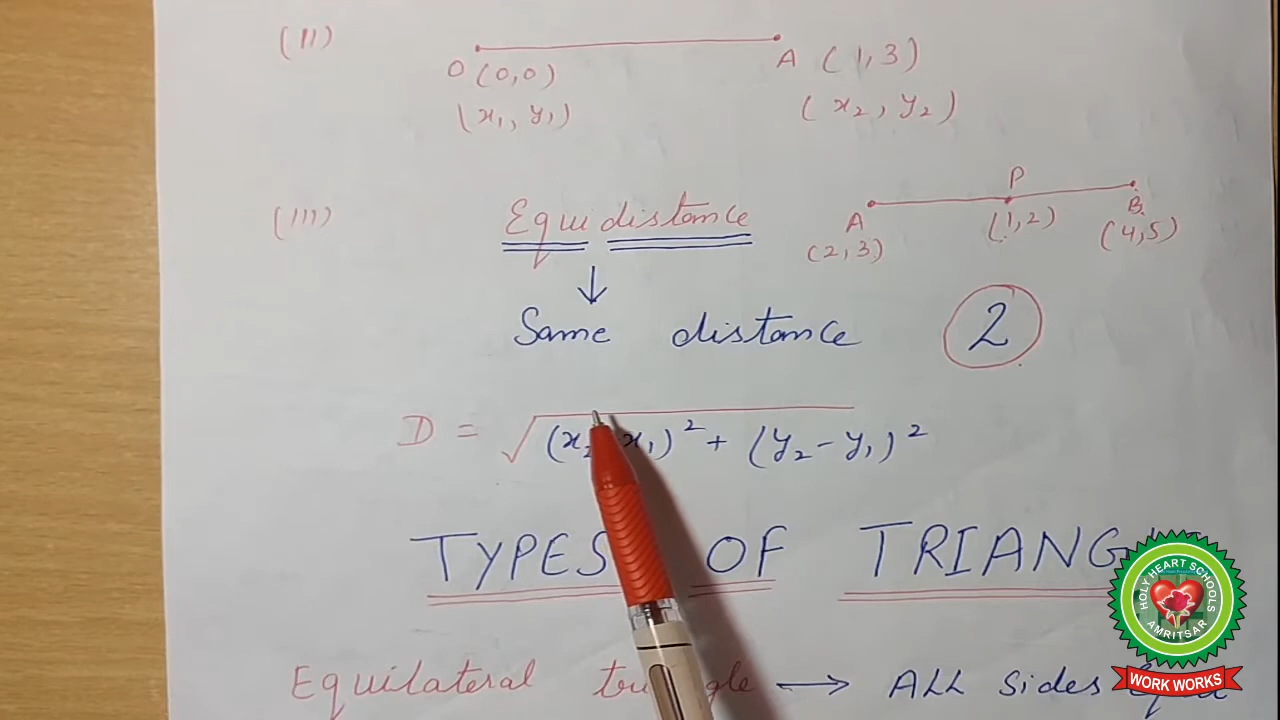 (II)
O (0,0) A (1,3)
(x₁, y₁) (x₂, y₂)
(III) Equidistance
P
A (1,2) B
(2,3) (4,5)
Same distance 2
D = √(x₂ x₁)² + (y₂ - y₁)²
TYPES OF TRIANG
Equilateral ⟷ ALL Sides
HOLY HEART SCHOOLS
AMRITSAR
WORK WORKS